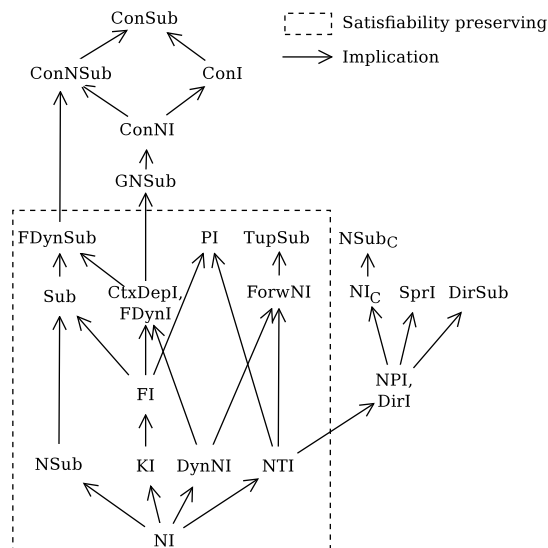 ConSub
Satisfiability preserving
Implication
ConNSub
ConI
ConNI
GNSub
FDynSub
PI
TupSub
NSubC
Sub
CtxDepI,
FDynI
ForwNI
NIC
SprI
DirSub
FI
NPI,
DirI
NSub
KI
DynNI
NTI
NI